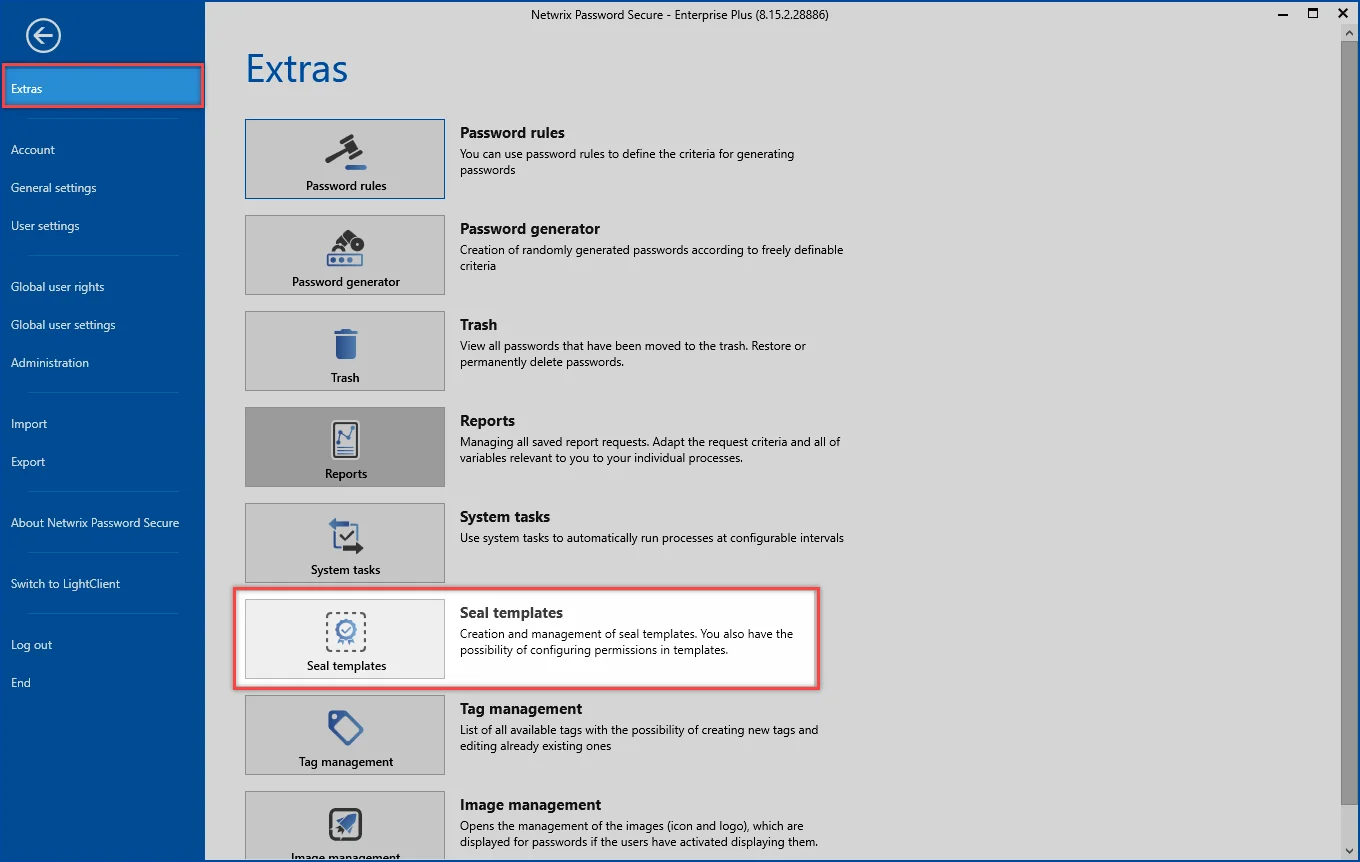 Netwrix Password Secure - Enterprise Plus (8.15.2.28886)
Extras
Account
General settings
User settings
Global user rights
Global user settings
Administration
Import
Export
About Netwrix Password Secure
Switch to LightClient
Log out
End
Extras
Password rules
Password rules
You can use password rules to define the criteria for generating
passwords
Password generator
Password generator
Creation of randomly generated passwords according to freely definable
criteria
Trash
Trash
View all passwords that have been moved to the trash. Restore or
permanently delete passwords.
Reports
Reports
Managing all saved report requests. Adapt the request criteria and all of
variables relevant to you to your individual processes.
System tasks
System tasks
Use system tasks to automatically run processes at configurable intervals
Seal templates
Seal templates
Creation and management of seal templates. You also have the
possibility of configuring permissions in templates.
Tag management
Tag management
List of all available tags with the possibility of creating new tags and
editing already existing ones
Image management
Image management
Opens the management of the images (icon and logo), which are
displayed for passwords if the users have activated displaying them.